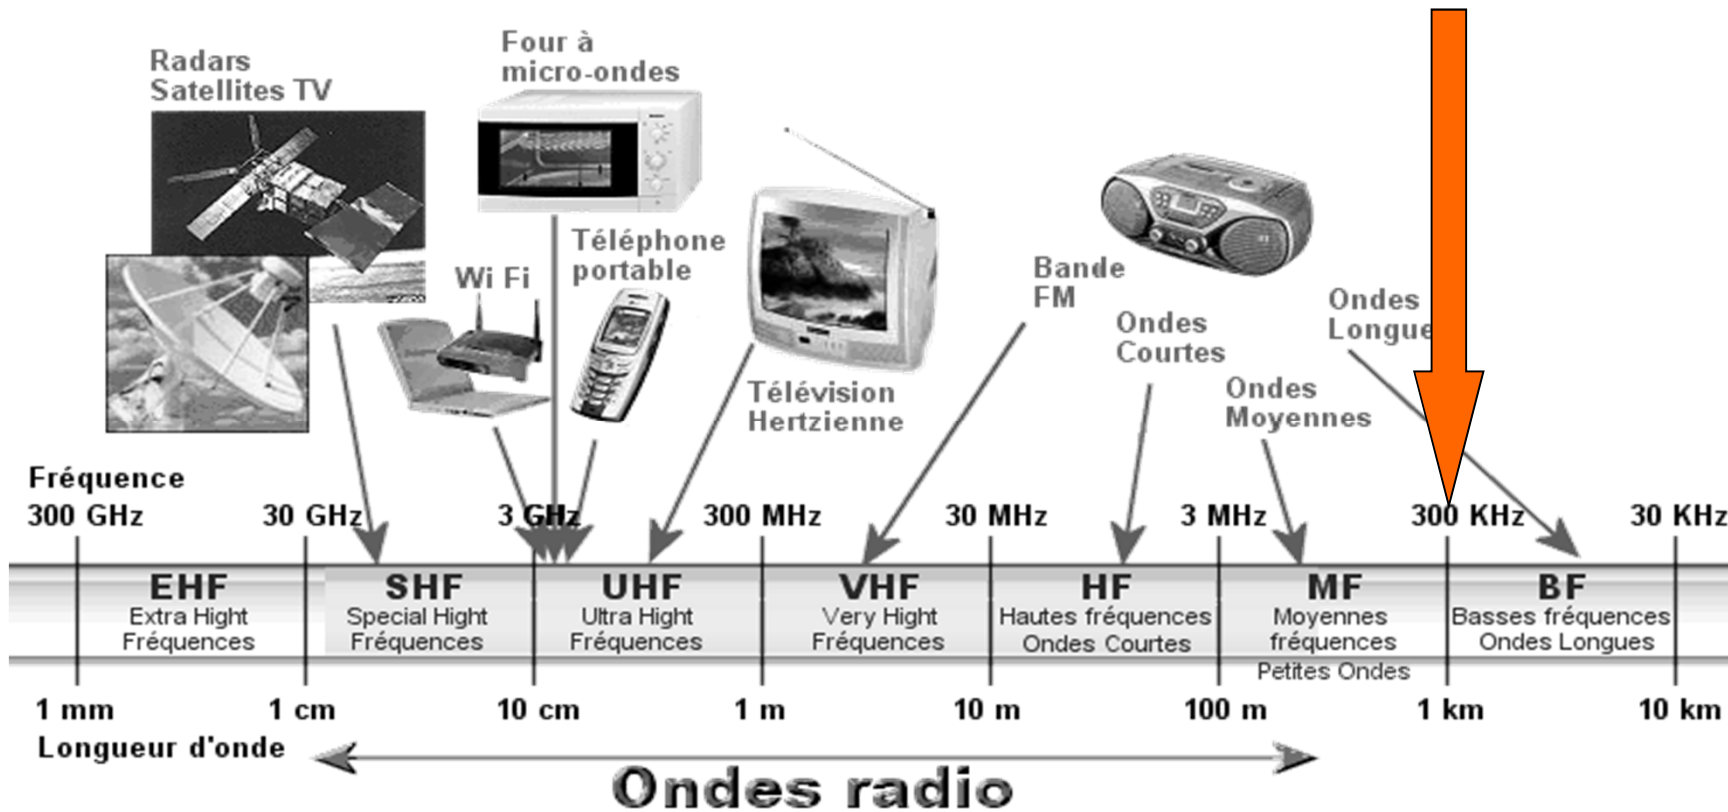 Radars
Satellites TV
Four à
micro-ondes
Wi Fi
Téléphone
portable
Télévision
Hertzienne
Bande
FM
Ondes
Courtes
Ondes
Moyennes
Ondes
Longue
Fréquence
300 GHz 30 GHz 3 GHz 300 MHz 30 MHz 3 MHz 300 KHz 30 KHz
EHF SHF UHF VHF HF MF BF
Extra Hight Special Hight Ultra Hight Very Hight Hautes fréquences Moyennes Basses fréquences
Fréquences Fréquences Fréquences Fréquences Ondes Courtes fréquences Ondes Longues
Petites Ondes
1 mm 1 cm 10 cm 1 m 10 m 100 m 1 km 10 km
Longueur d'onde
Ondes radio